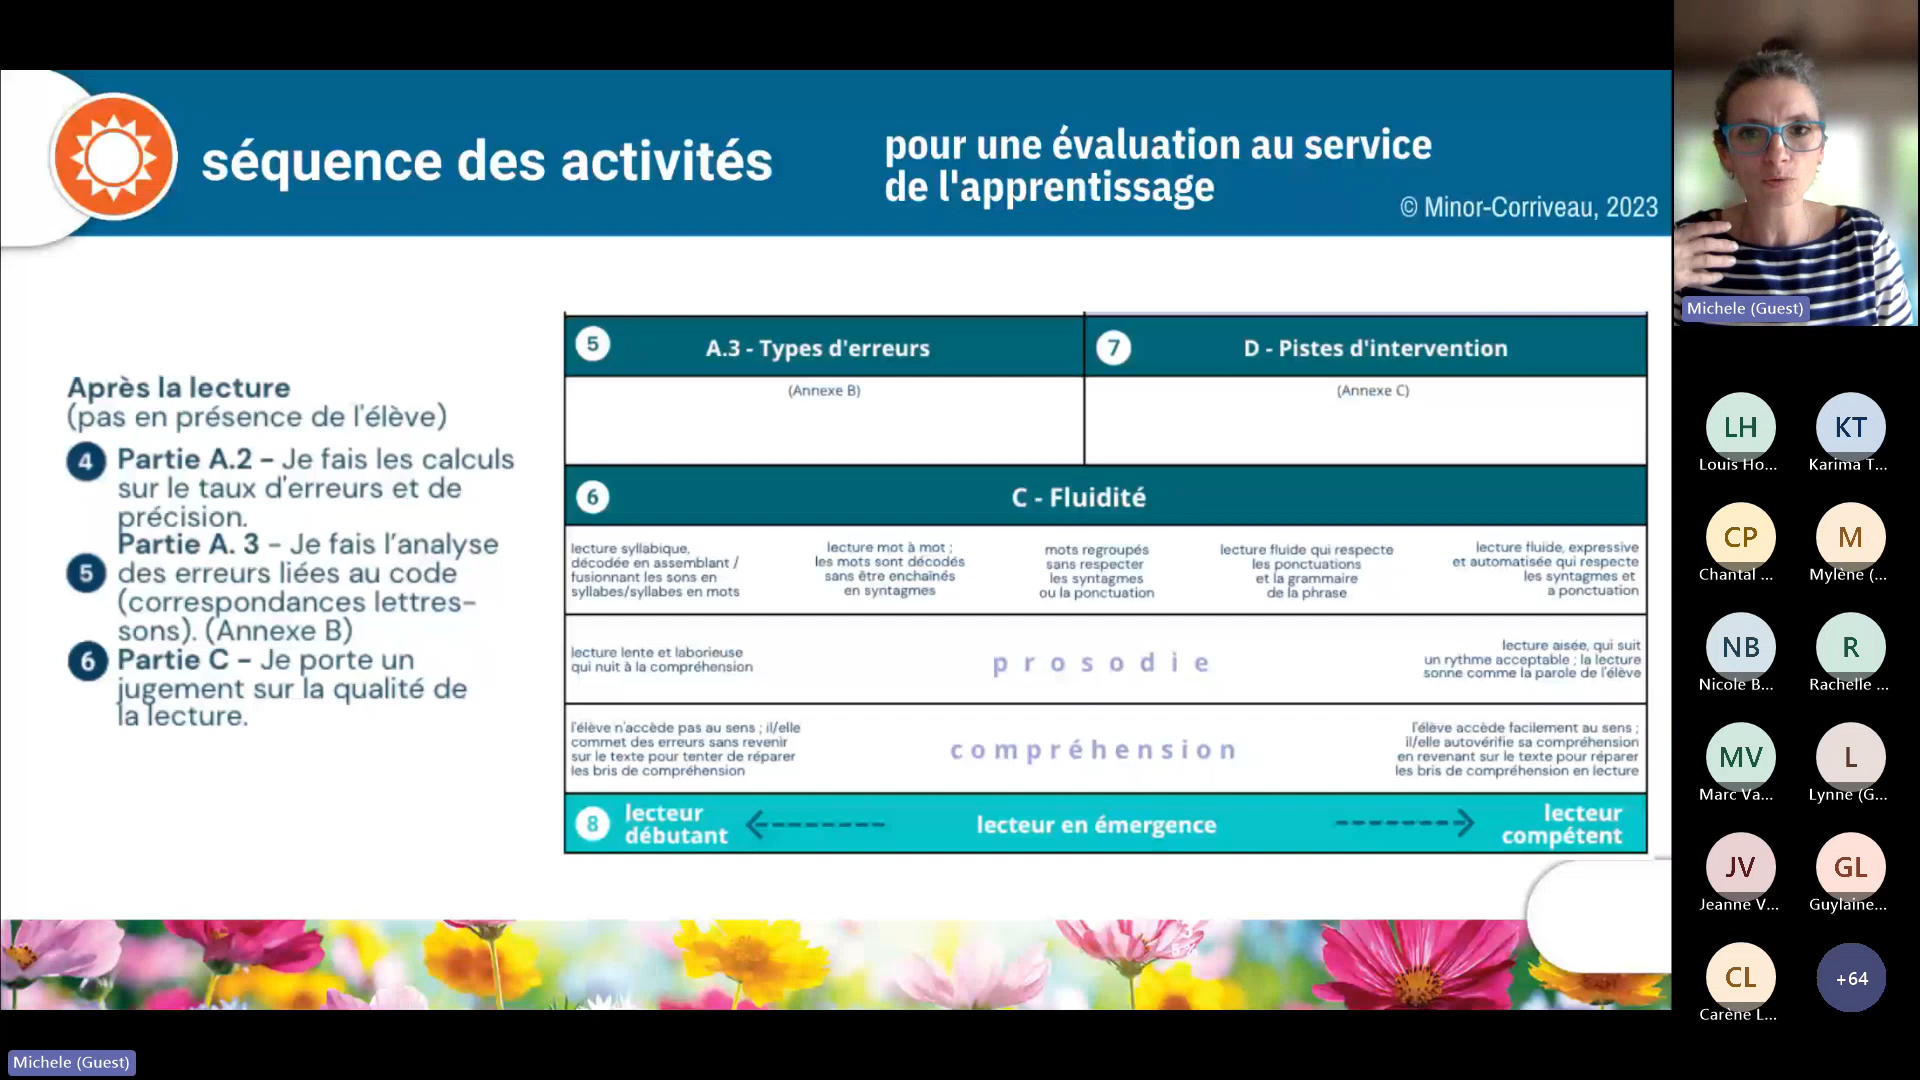 séquence des activités
pour une évaluation au service
de l'apprentissage
© Minor-Corriveau, 2023
Après la lecture
(pas en présence de l'élève)
4 Partie A.2 – Je fais les calculs
sur le taux d'erreurs et de
précision.
Partie A. 3 – Je fais l'analyse
5 des erreurs liées au code
(correspondances lettres-
sons). (Annexe B)
6 Partie C – Je porte un
jugement sur la qualité de
la lecture.
5 A.3 - Types d'erreurs
(Annexe B)
7 D - Pistes d'intervention
(Annexe C)
6 C - Fluidité
lecture syllabique,
décodée en assemblant /
fusionnant les sons en
syllabes/syllabes en mots
lecture mot à mot ;
les mots sont décodés
sans être enchaînés
en syntagmes
mots regroupés
sans respecter
les syntagmes
ou la ponctuation
lecture fluide qui respecte
les ponctuations
et la grammaire
de la phrase
lecture fluide, expressive
et automatisée qui respecte
les syntagmes et
a ponctuation
lecture lente et laborieuse
qui nuit à la compréhension
prosodie
lecture aisée, qui suit
un rythme acceptable ; la lecture
sonne comme la parole de l'élève
l'élève n'accède pas au sens ; il/elle
commet des erreurs sans revenir
sur le texte pour tenter de réparer
les bris de compréhension
compréhension
l'élève accède facilement au sens ;
il/elle autovérifie sa compréhension
en revenant sur le texte pour réparer
les bris de compréhension en lecture
8 lecteur
débutant
lecteur en émergence
lecteur
compétent
Michele (Guest)
LH
Louis Ho...
KT
Karima T...
CP
Chantal ...
M
Mylène (...
NB
Nicole B...
R
Rachelle ...
MV
Marc Va...
L
Lynne (G...
JV
Jeanne V...
GL
Guylaine...
CL
Carène L...
+64
Michele (Guest)